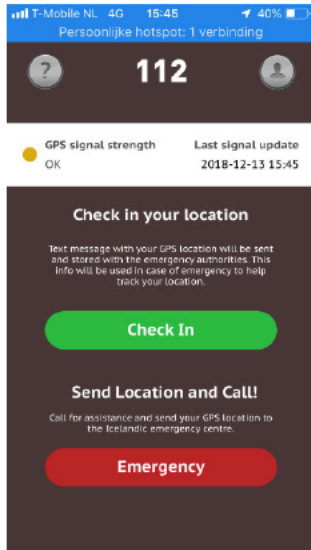 T-Mobile NL 4G 15:45 40%
Persoonlijke hotspot: 1 verbinding
?
112
GPS signal strength
OK
Last signal update
2018-12-13 15:45
Check in your location
Text message with your GPS location will be sent
and stored with the emergency authorities. This
info will be used in case of emergency to help
track your location.
Check In
Send Location and Call!
Call for assistance and send your GPS location to
the Icelandic emergency centre.
Emergency